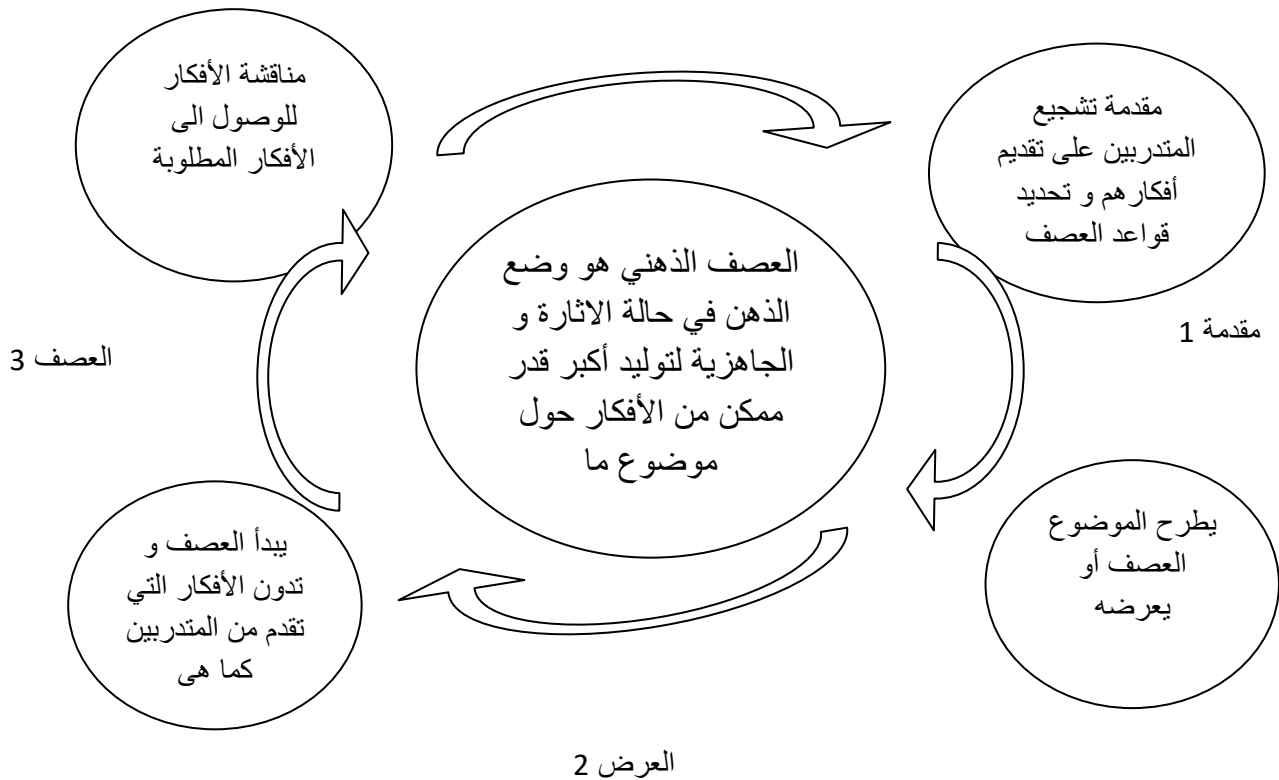 مناقشة الأفكار
للوصول الى
الأفكار المطلوبة
مقدمة تشجيع
المتدربين على تقديم
أفكارهم و تحديد
قواعد العصف
العصف الذهني هو وضع
الذهن في حالة الاثارة و
الجاهزية لتوليد أكبر قدر
ممكن من الأفكار حول
موضوع ما
مقدمة 1
العصف 3
يطرح الموضوع
العصف أو
يعرضه
يبدأ العصف و
تدون الأفكار التي
تقدم من المتدربين
كما هى
العرض 2